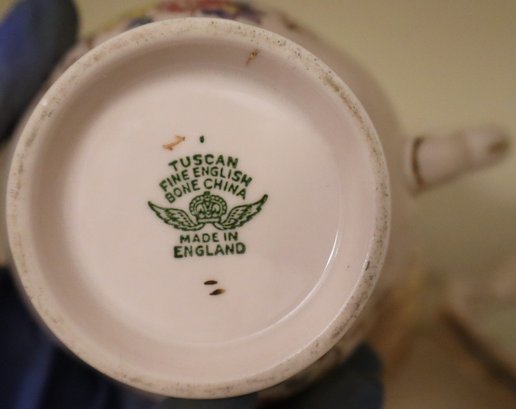 TUSCAN
FINE ENGLISH
BONE CHINA
MADE IN
ENGLAND